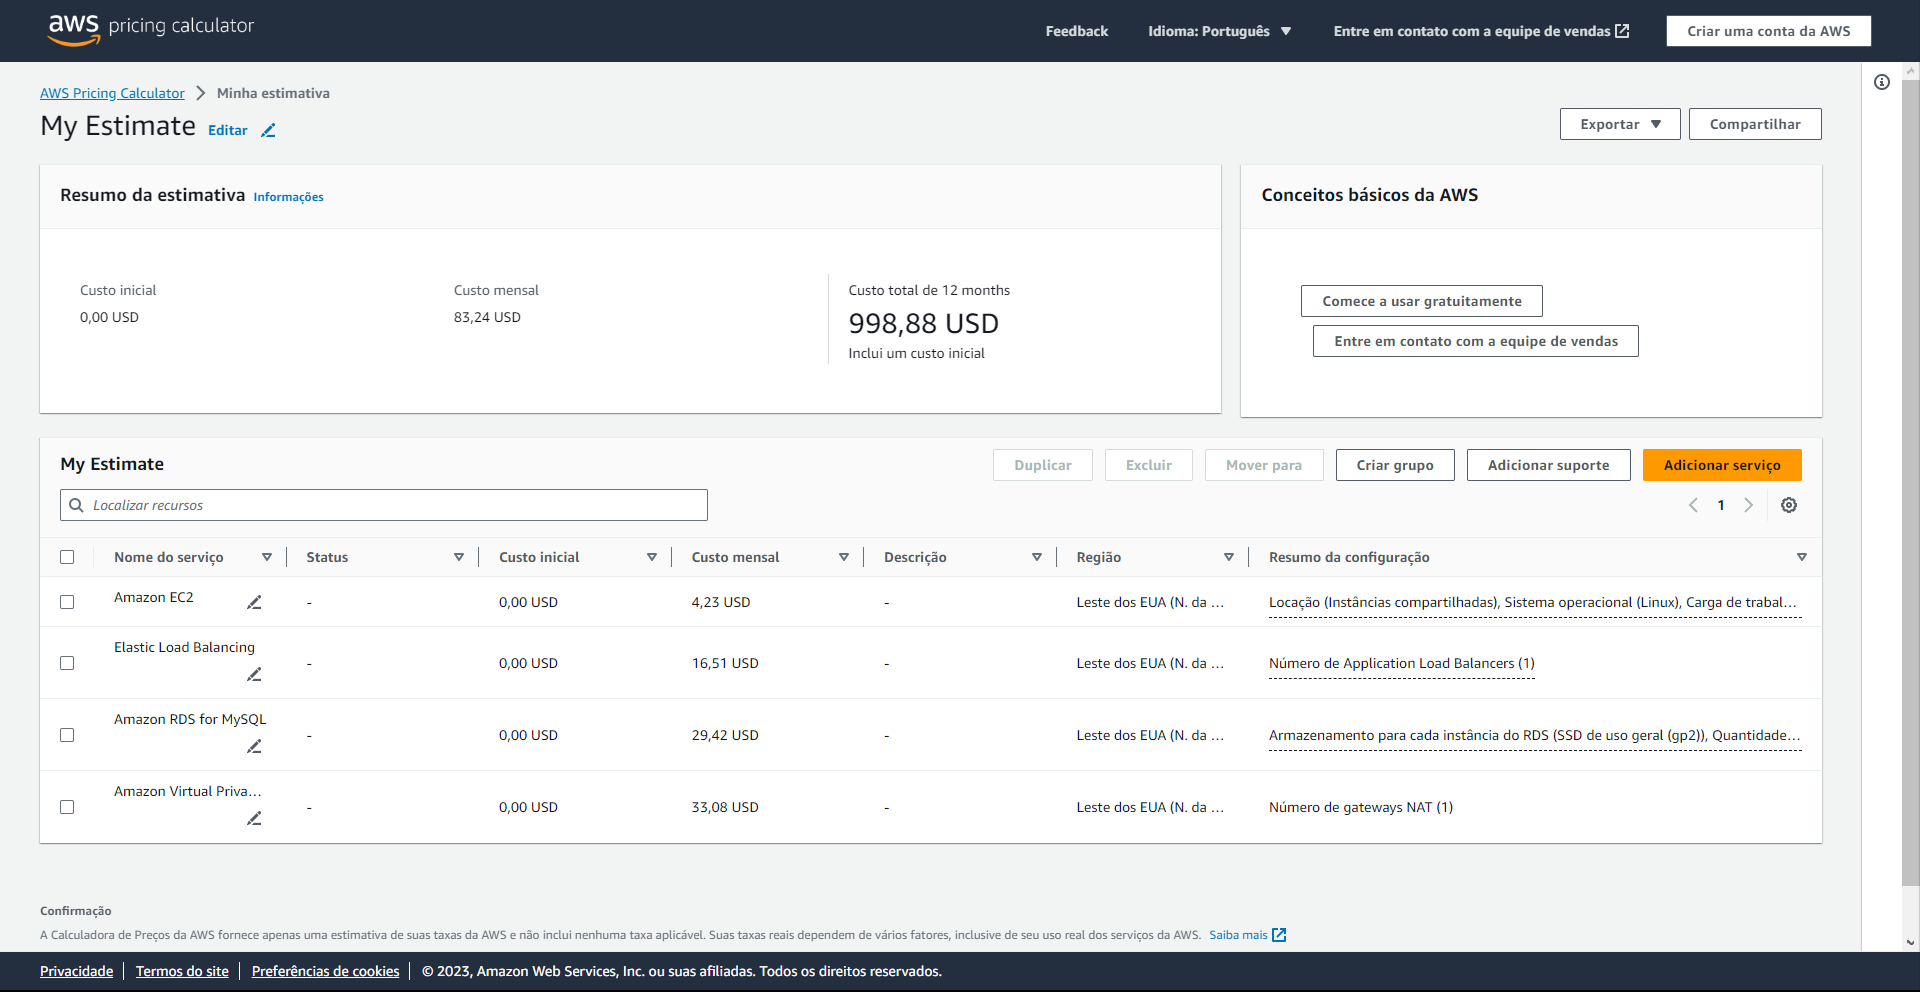 aws pricing calculator
Feedback
Idioma: Português
Entre em contato com a equipe de vendas
Criar uma conta da AWS
AWS Pricing Calculator
Minha estimativa
My Estimate
Editar
Exportar
Compartilhar
Resumo da estimativa
Informações
Conceitos básicos da AWS
Custo inicial
0,00 USD
Custo mensal
83,24 USD
Custo total de 12 months
998,88 USD
Inclui um custo inicial
Comece a usar gratuitamente
Entre em contato com a equipe de vendas
My Estimate
Duplicar
Excluir
Mover para
Criar grupo
Adicionar suporte
Adicionar serviço
Localizar recursos
1
Nome do serviço
Status
Custo inicial
Custo mensal
Descrição
Região
Resumo da configuração
Amazon EC2
-
0,00 USD
4,23 USD
-
Leste dos EUA (N. da ...
Locação (Instâncias compartilhadas), Sistema operacional (Linux), Carga de trabal...
Elastic Load Balancing
-
0,00 USD
16,51 USD
-
Leste dos EUA (N. da ...
Número de Application Load Balancers (1)
Amazon RDS for MySQL
-
0,00 USD
29,42 USD
-
Leste dos EUA (N. da ...
Armazenamento para cada instância do RDS (SSD de uso geral (gp2)), Quantidade...
Amazon Virtual Priva...
-
0,00 USD
33,08 USD
-
Leste dos EUA (N. da ...
Número de gateways NAT (1)
Confirmação
A Calculadora de Preços da AWS fornece apenas uma estimativa de suas taxas da AWS e não inclui nenhuma taxa aplicável. Suas taxas reais dependem de vários fatores, inclusive de seu uso real dos serviços da AWS. Saiba mais
Privacidade
Termos do site
Preferências de cookies
© 2023, Amazon Web Services, Inc. ou suas afiliadas. Todos os direitos reservados.